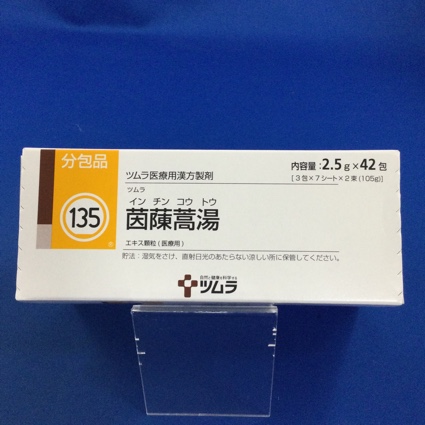 分包品
135
®
ツムラ医療用漢方製剤
ツムラ
イン チン コウ トウ
茵蔯蒿湯
エキス顆粒(医療用)
貯法:湿気をさけ、直射日光のあたらない涼しい所に保管してください。
内容量:2.5g×42包
[3包×7シート×2束(105g)]
自然と健康を科学する
ツムラ